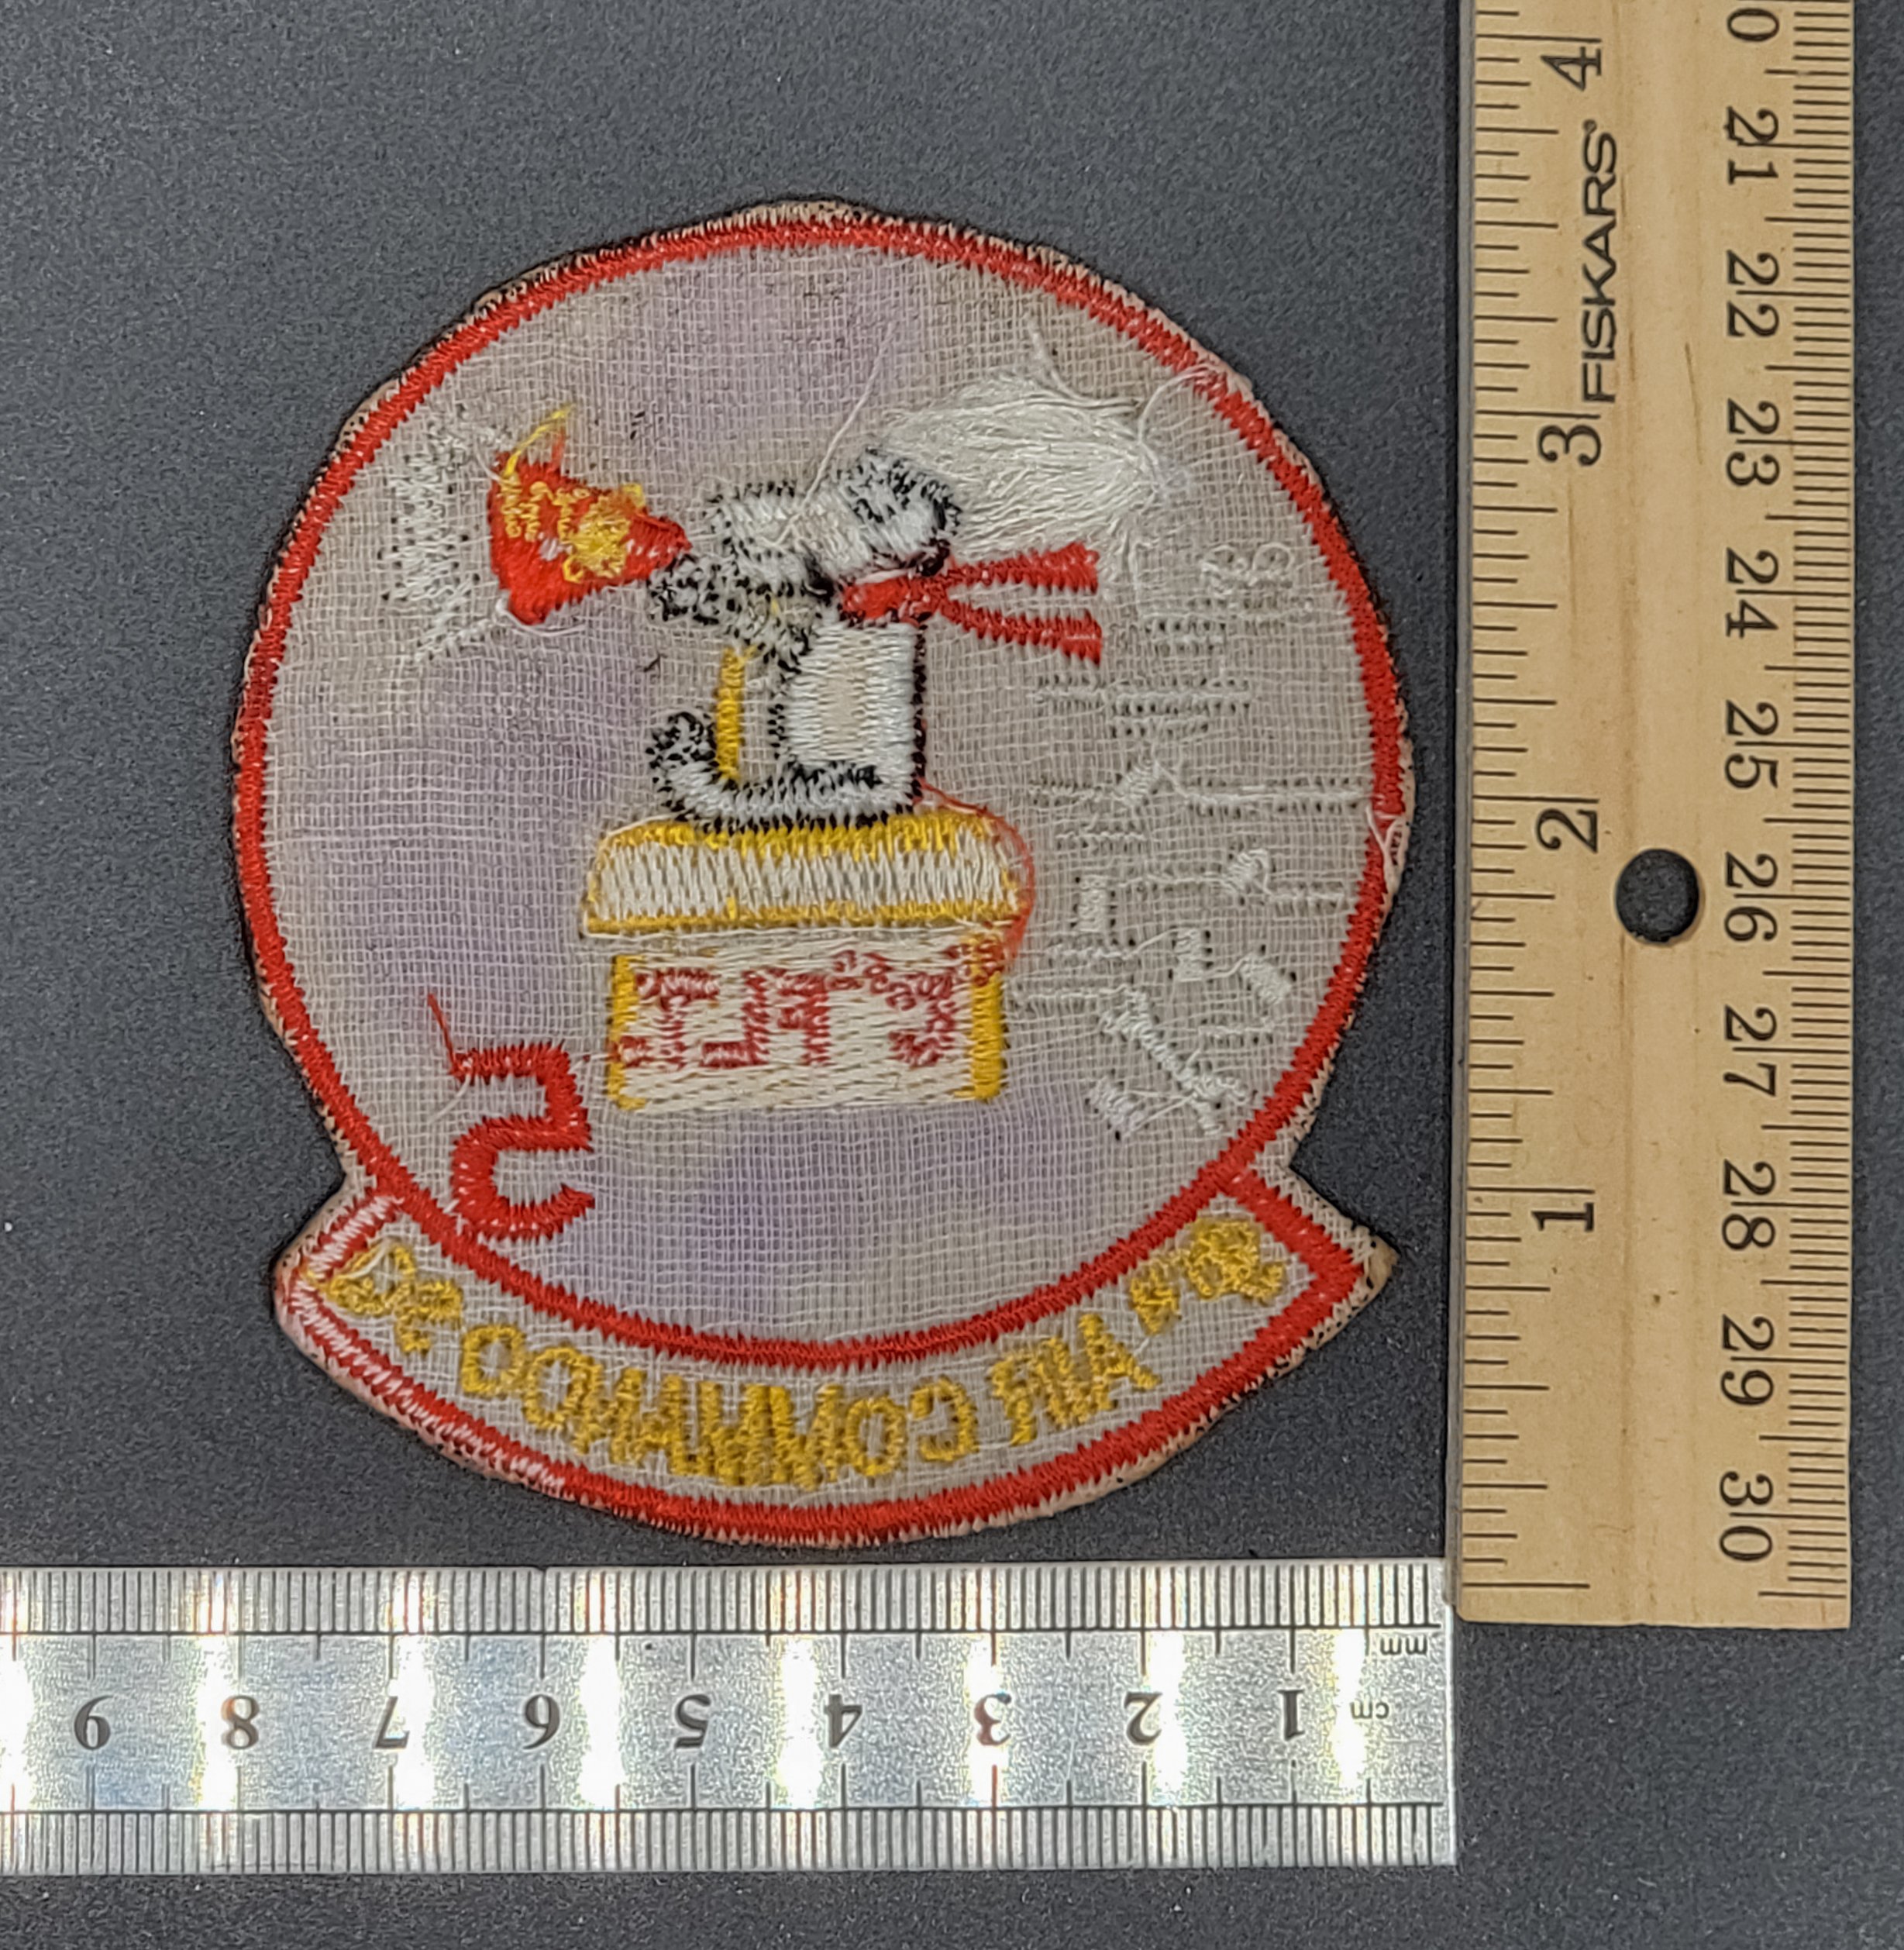 5
AIR COMMANDO SQ
4 FISKARS® 3 2 1
21 22 23 24 25 26 27 28 29 30
mm
cm 1 2 3 4 5 6 7 8 9